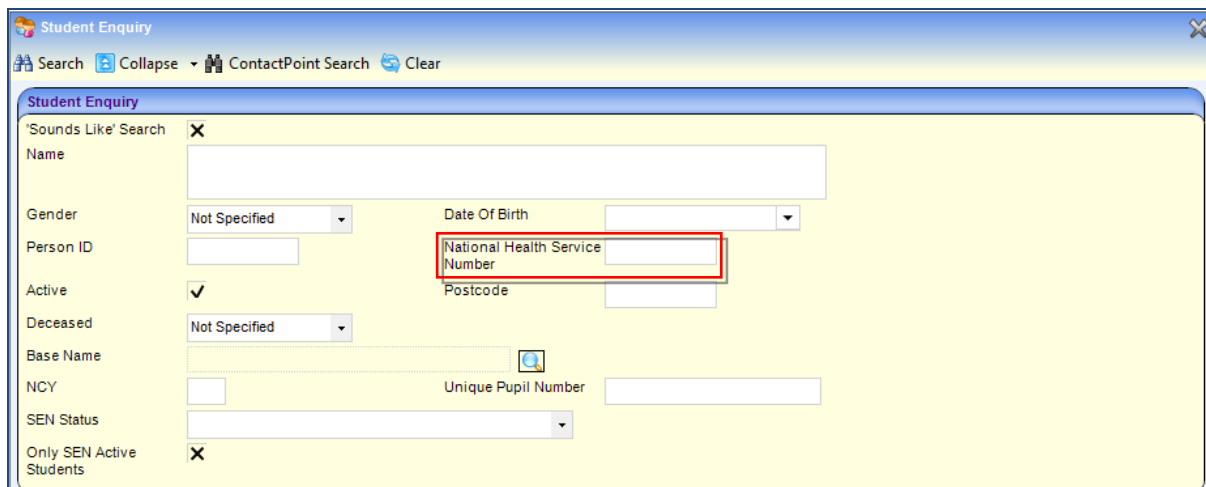 Student Enquiry
Search Collapse ContactPoint Search Clear
Student Enquiry
'Sounds Like' Search
Name
Gender Not Specified Date Of Birth
Person ID National Health Service
Number
Active Postcode
Deceased Not Specified
Base Name
NCY Unique Pupil Number
SEN Status
Only SEN Active
Students